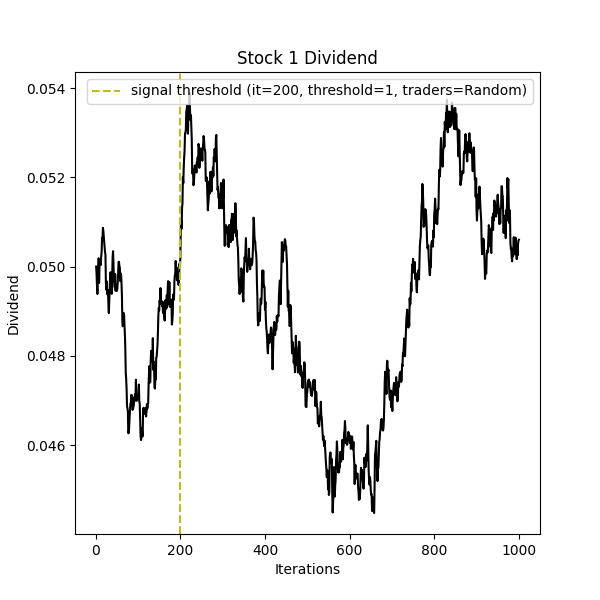 Stock 1 Dividend
signal threshold (it=200, threshold=1, traders=Random)
0.054
0.052
0.050
0.048
0.046
Dividend
0 200 400 600 800 1000
Iterations